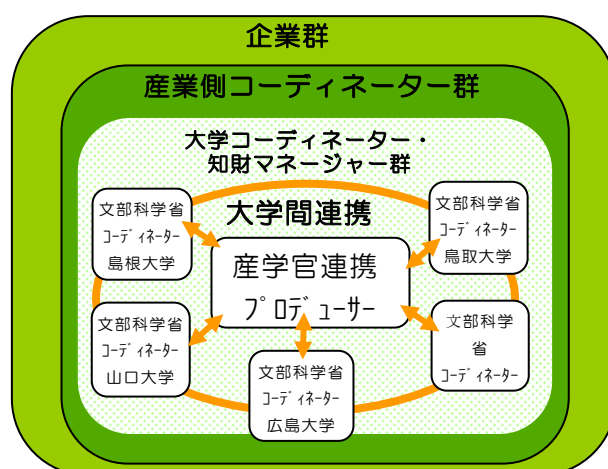 企業群
産業側コーディネーター群
大学コーディネーター・
知財マネージャー群
大学間連携
文部科学省
ｺｰﾃﾞｨﾈｰﾀｰ
島根大学
文部科学省
ｺｰﾃﾞｨﾈｰﾀｰ
鳥取大学
産学官連携
ﾌﾟﾛﾃﾞｭｰｻｰ
文部科学省
ｺｰﾃﾞｨﾈｰﾀｰ
山口大学
文部科学
省
ｺｰﾃﾞｨﾈｰﾀｰ
文部科学省
ｺｰﾃﾞｨﾈｰﾀｰ
広島大学